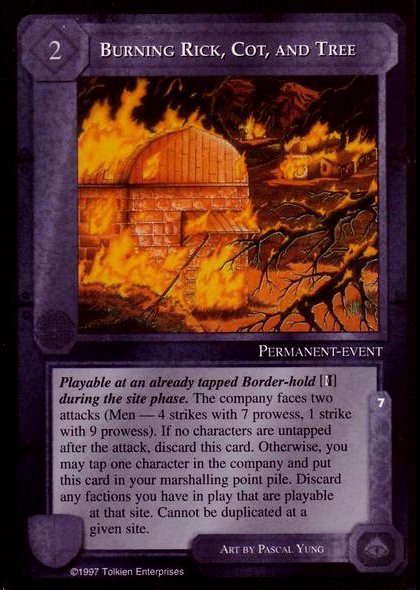 2
BURNING RICK, COT, AND TREE
PERMANENT-EVENT
Playable at an already tapped Border-hold []
during the site phase. The company faces two
attacks (Men — 4 strikes with 7 prowess, 1 strike
with 9 prowess). If no characters are untapped
after the attack, discard this card. Otherwise, you
may tap one character in the company and put
this card in your marshalling point pile. Discard
any factions you have in play that are playable
at that site. Cannot be duplicated at a
given site.
7
ART BY PASCAL YUNG
©1997 Tolkien Enterprises